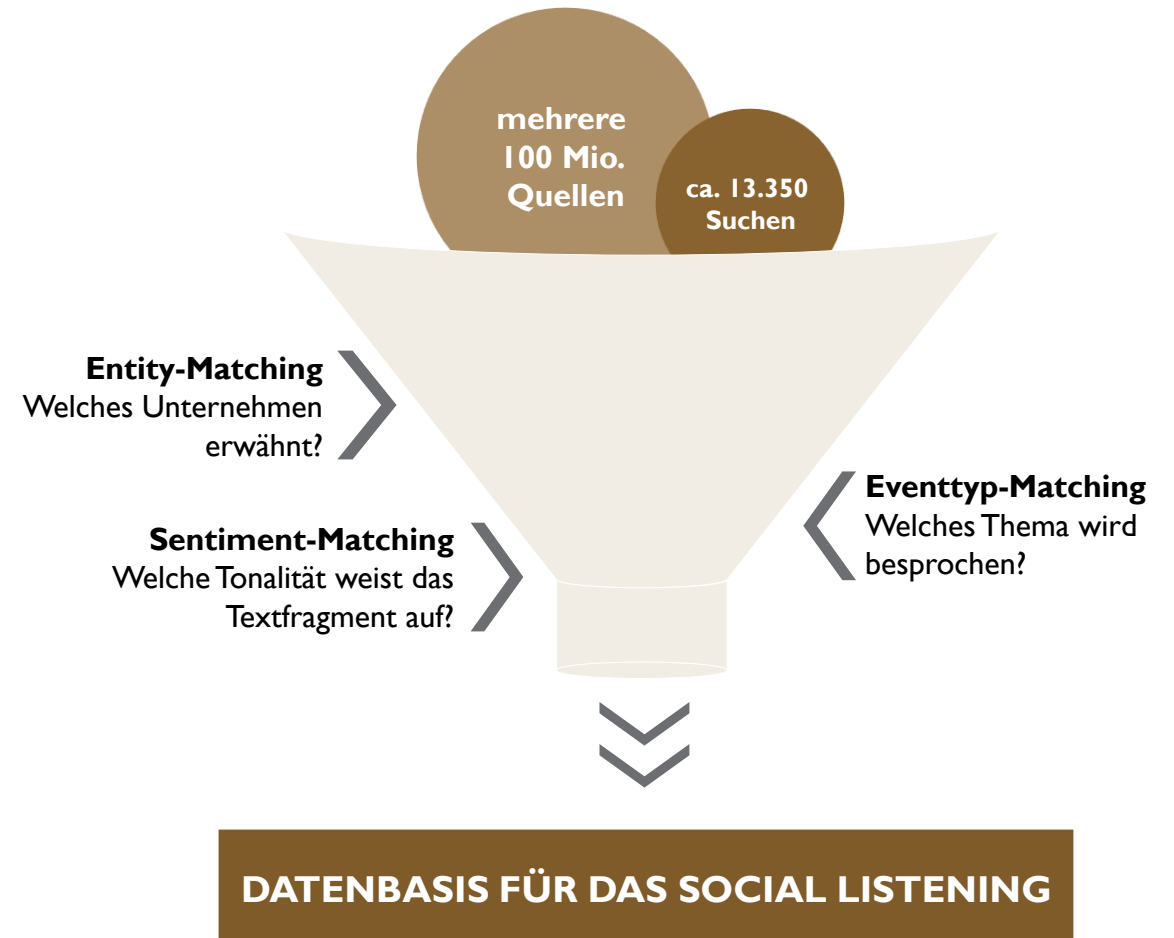 mehrere
100 Mio.
Quellen
ca. 13.350
Suchen
Entity-Matching
Welches Unternehmen
erwähnt?
Eventtyp-Matching
Welches Thema wird
besprochen?
Sentiment-Matching
Welche Tonalität weist das
Textfragment auf?
DATENBASIS FÜR DAS SOCIAL LISTENING